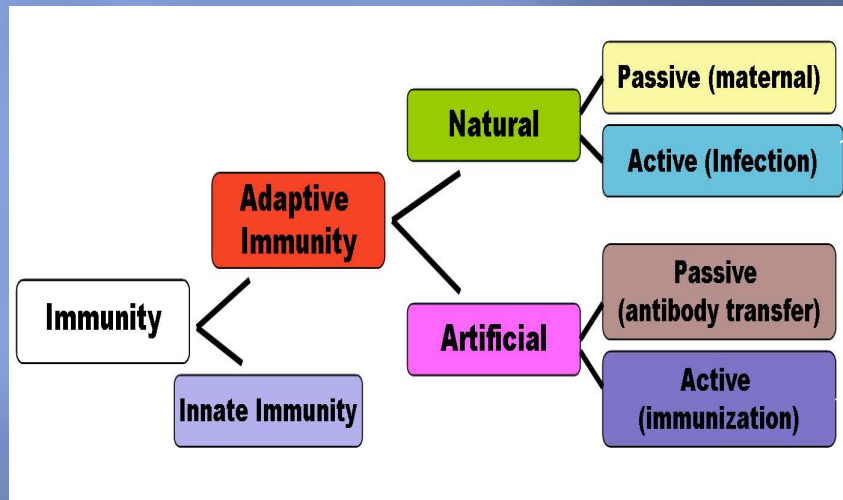 Passive (maternal)
Natural
Active (Infection)
Adaptive
Immunity
Passive
(antibody transfer)
Immunity
Artificial
Active
(immunization)
Innate Immunity